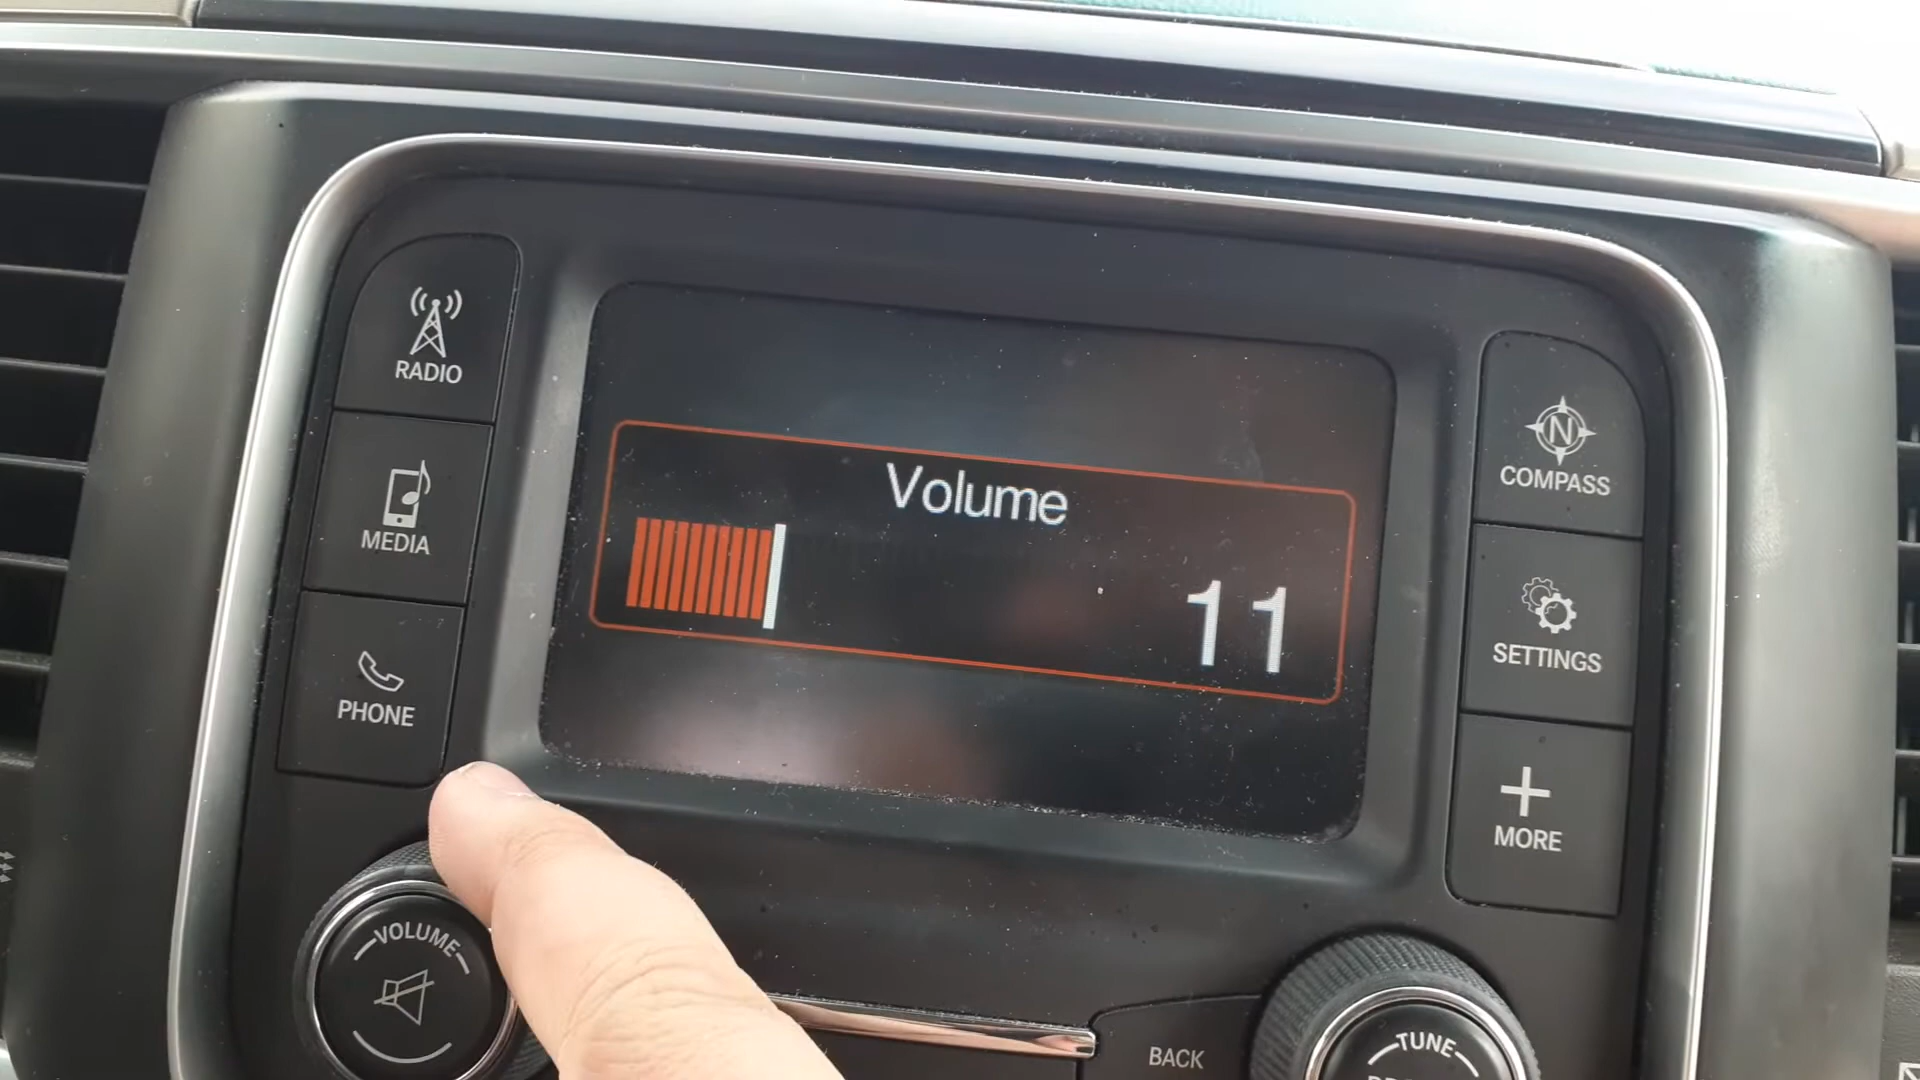 RADIO
MEDIA
PHONE
Volume
11
N
COMPASS
SETTINGS
MORE
VOLUME
BACK
TUNE